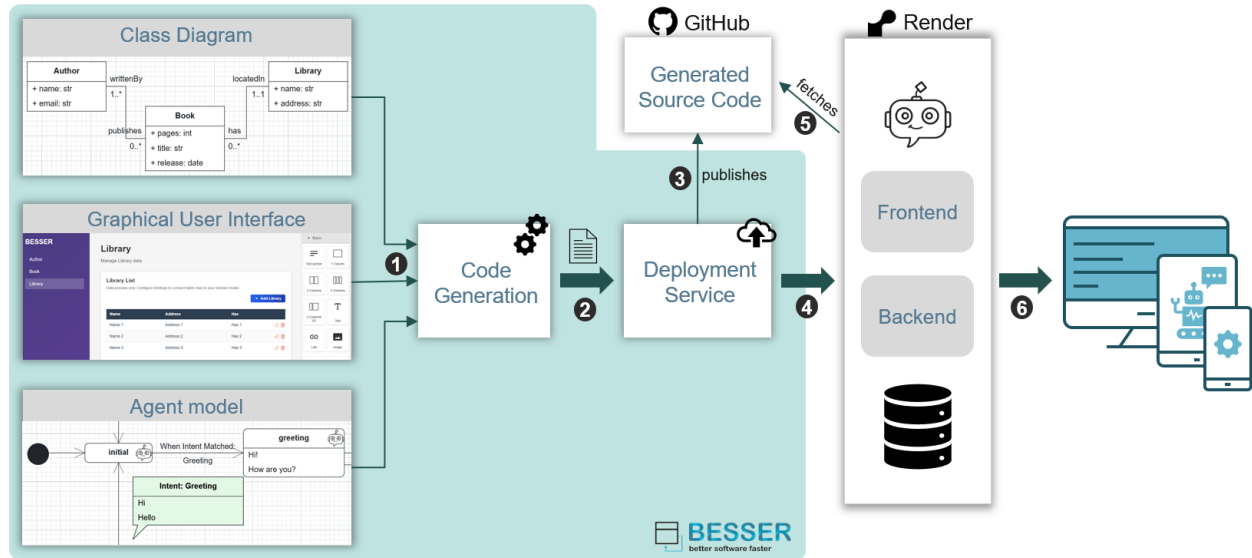 Class Diagram
Author
+ name: str
+ email: str
writtenBy
1..*
locatedIn
1..1
Library
+ name: str
+ address: str
Book
+ pages: int
+ title: str
+ release: date
publishes
0..*
has
0..*
Graphical User Interface
BESSER
Author
Book
Library
Library
Manage Library data
Library List
+ Add Library
Name Address Has
Name 1 Address 1 Has 1
Name 2 Address 2 Has 2
Name 3 Address 3 Has 3
2 Columns
Text
Link
Image
Agent model
initial
When Intent Matched:
Greeting
greeting
Hi!
How are you?
Intent: Greeting
Hi
Hello
1
Code
Generation
2
Deployment
Service
3
publishes
GitHub
Generated
Source Code
4
fetches
5
Render
Frontend
Backend
6
BESSER
better software faster